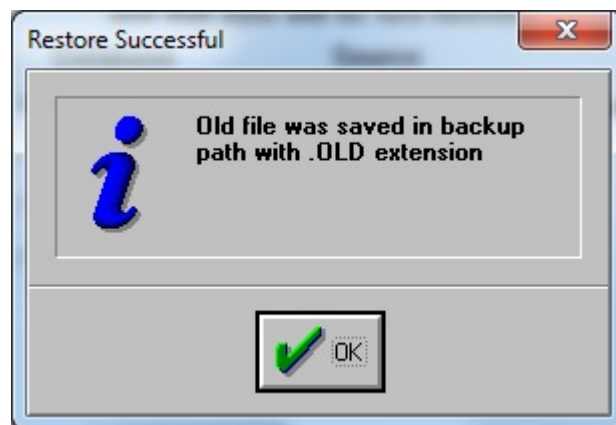 Restore Successful
Old file was saved in backup
path with .OLD extension
OK